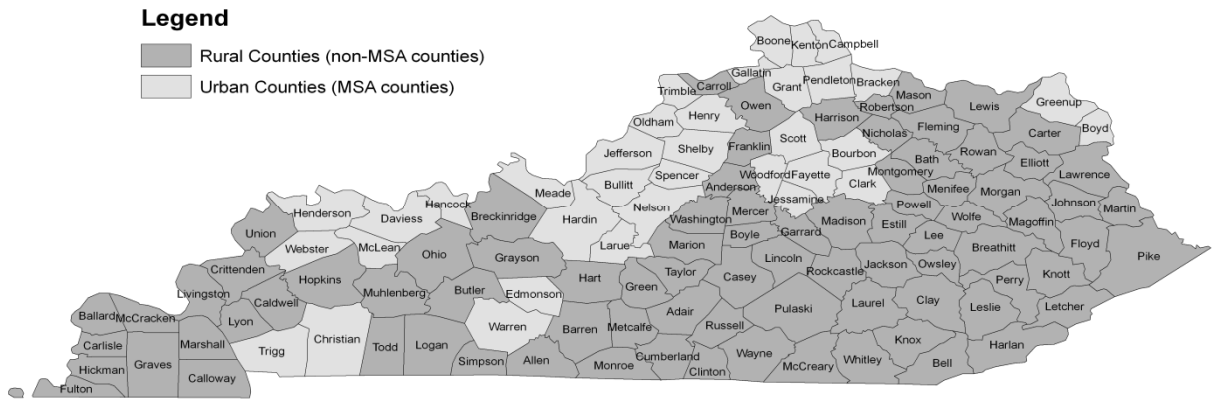 Legend
Rural Counties (non-MSA counties)
Urban Counties (MSA counties)
Boone
Kenton
Campbell
Gallatin
Carroll
Trimble
Grant
Pendleton
Bracken
Mason
Lewis
Greenup
Boyd
Owen
Robertson
Henry
Harrison
Oldham
Nicholas
Fleming
Carter
Scott
Franklin
Shelby
Bourbon
Jefferson
Rowan
Elliott
Bath
Lawrence
Spencer
Woodford
Fayette
Montgomery
Bullitt
Anderson
Clark
Menifee
Morgan
Meade
Jessamine
Hancock
Nelson
Powell
Johnson
Martin
Henderson
Daviess
Breckinridge
Hardin
Washington
Mercer
Madison
Estill
Wolfe
Magoffin
Union
Garrard
Boyle
Lee
Floyd
Webster
McLean
Larue
Marion
Breathitt
Ohio
Grayson
Lincoln
Pike
Crittenden
Rockcastle
Jackson
Owsley
Hopkins
Hart
Taylor
Casey
Perry
Knott
Livingston
Muhlenberg
Butler
Edmonson
Green
Caldwell
Laurel
Clay
Leslie
Letcher
Ballard
McCracken
Lyon
Adair
Pulaski
Warren
Barren
Metcalfe
Russell
Christian
Carlisle
Marshall
Trigg
Todd
Logan
Knox
Harlan
Hickman
Graves
Calloway
Simpson
Allen
Monroe
Cumberland
Clinton
Wayne
McCreary
Whitley
Bell
Fulton